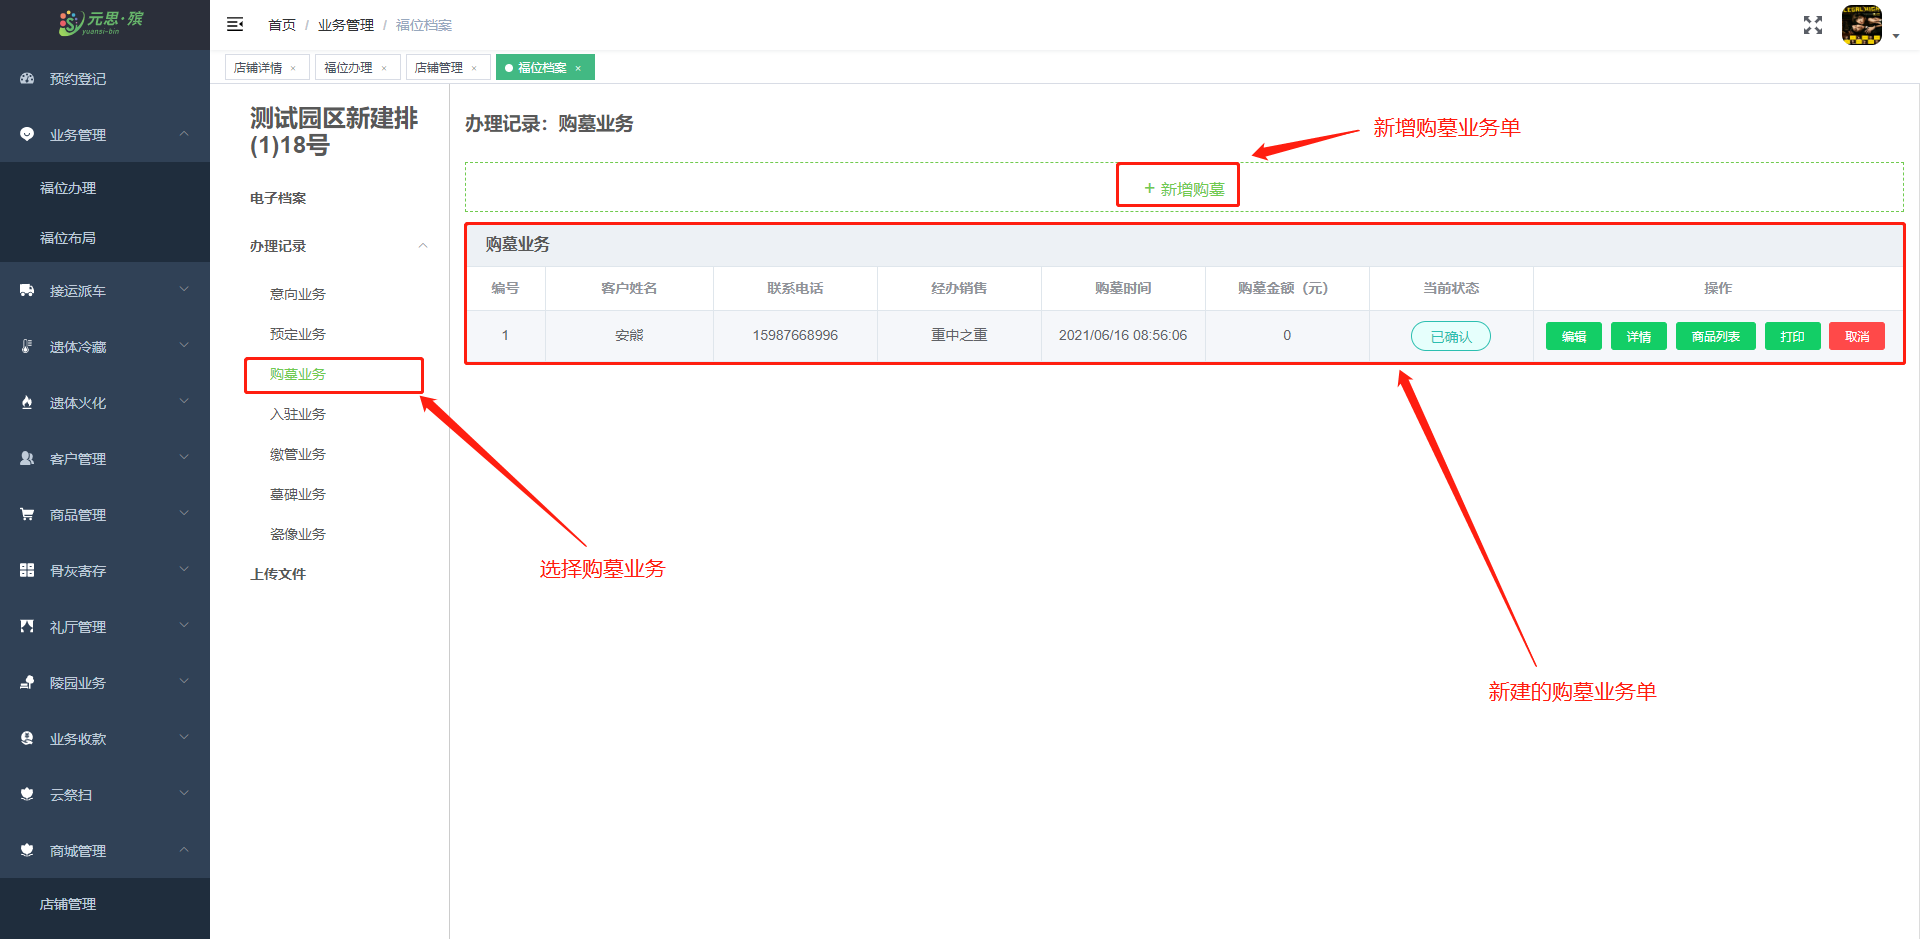 元思·殡
yuansi-bin
首页 / 业务管理 / 福位档案
店铺详情 ×
福位办理 ×
店铺管理 ×
福位档案 ×
预约登记
业务管理
福位办理
福位布局
接运派车
遗体冷藏
遗体火化
客户管理
商品管理
骨灰寄存
礼厅管理
陵园业务
业务收款
云祭扫
商城管理
店铺管理
测试园区新建排
(1)18号
电子档案
办理记录
意向业务
预定业务
购墓业务
入驻业务
缴管业务
墓碑业务
瓷像业务
上传文件
办理记录：购墓业务
新增购墓业务单
+ 新增购墓
购墓业务
编号 客户姓名 联系电话 经办销售 购墓时间 购墓金额（元） 当前状态 操作
1 安熊 15987668996 重中之重 2021/06/16 08:56:06 0 已确认 编辑 详情 商品列表 打印 取消
选择购墓业务
新建的购墓业务单